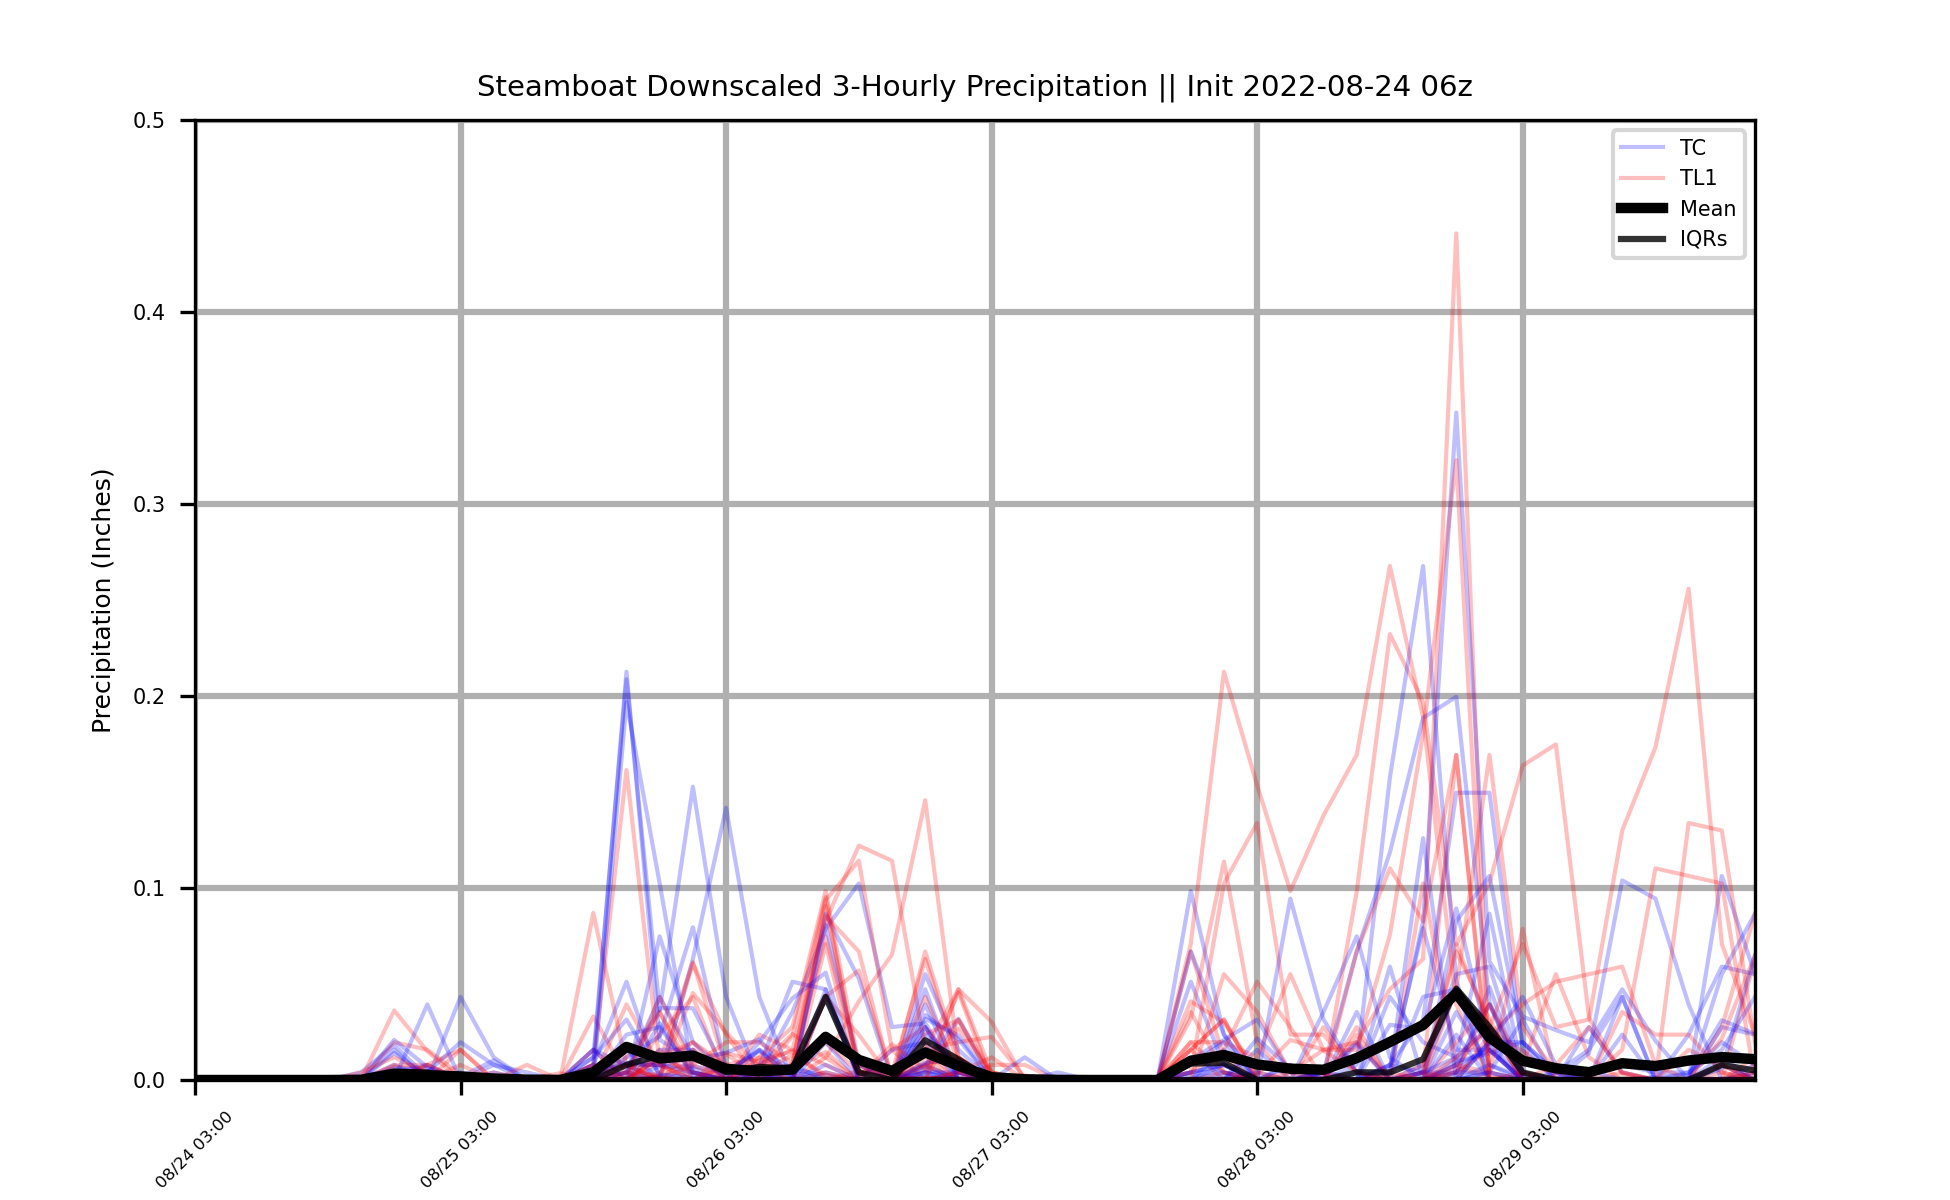 Steamboat Downscaled 3-Hourly Precipitation || Init 2022-08-24 06z
TC
TL1
Mean
IQRs
Precipitation (Inches)
0.5
0.4
0.3
0.2
0.1
0.0
08/24 03:00
08/25 03:00
08/26 03:00
08/27 03:00
08/28 03:00
08/29 03:00